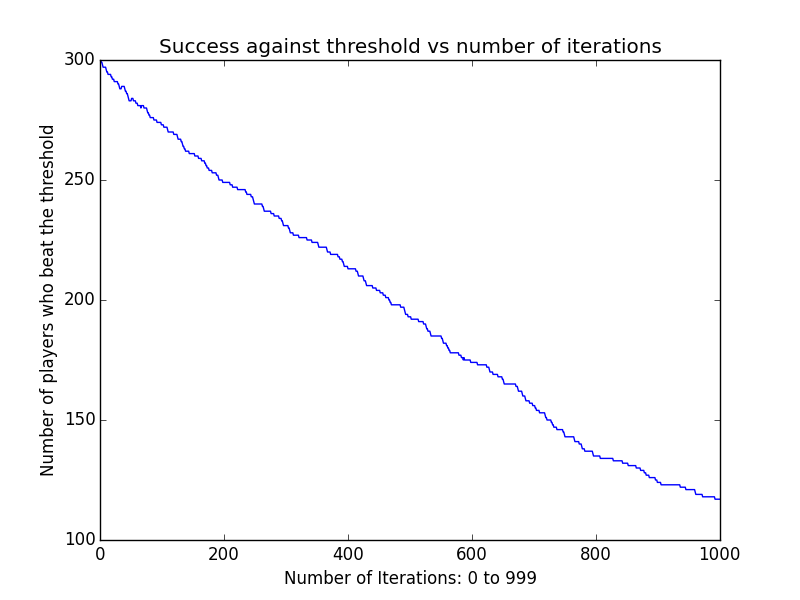 Success against threshold vs number of iterations
300
250
200
150
100
Number of players who beat the threshold
0 200 400 600 800 1000
Number of Iterations: 0 to 999